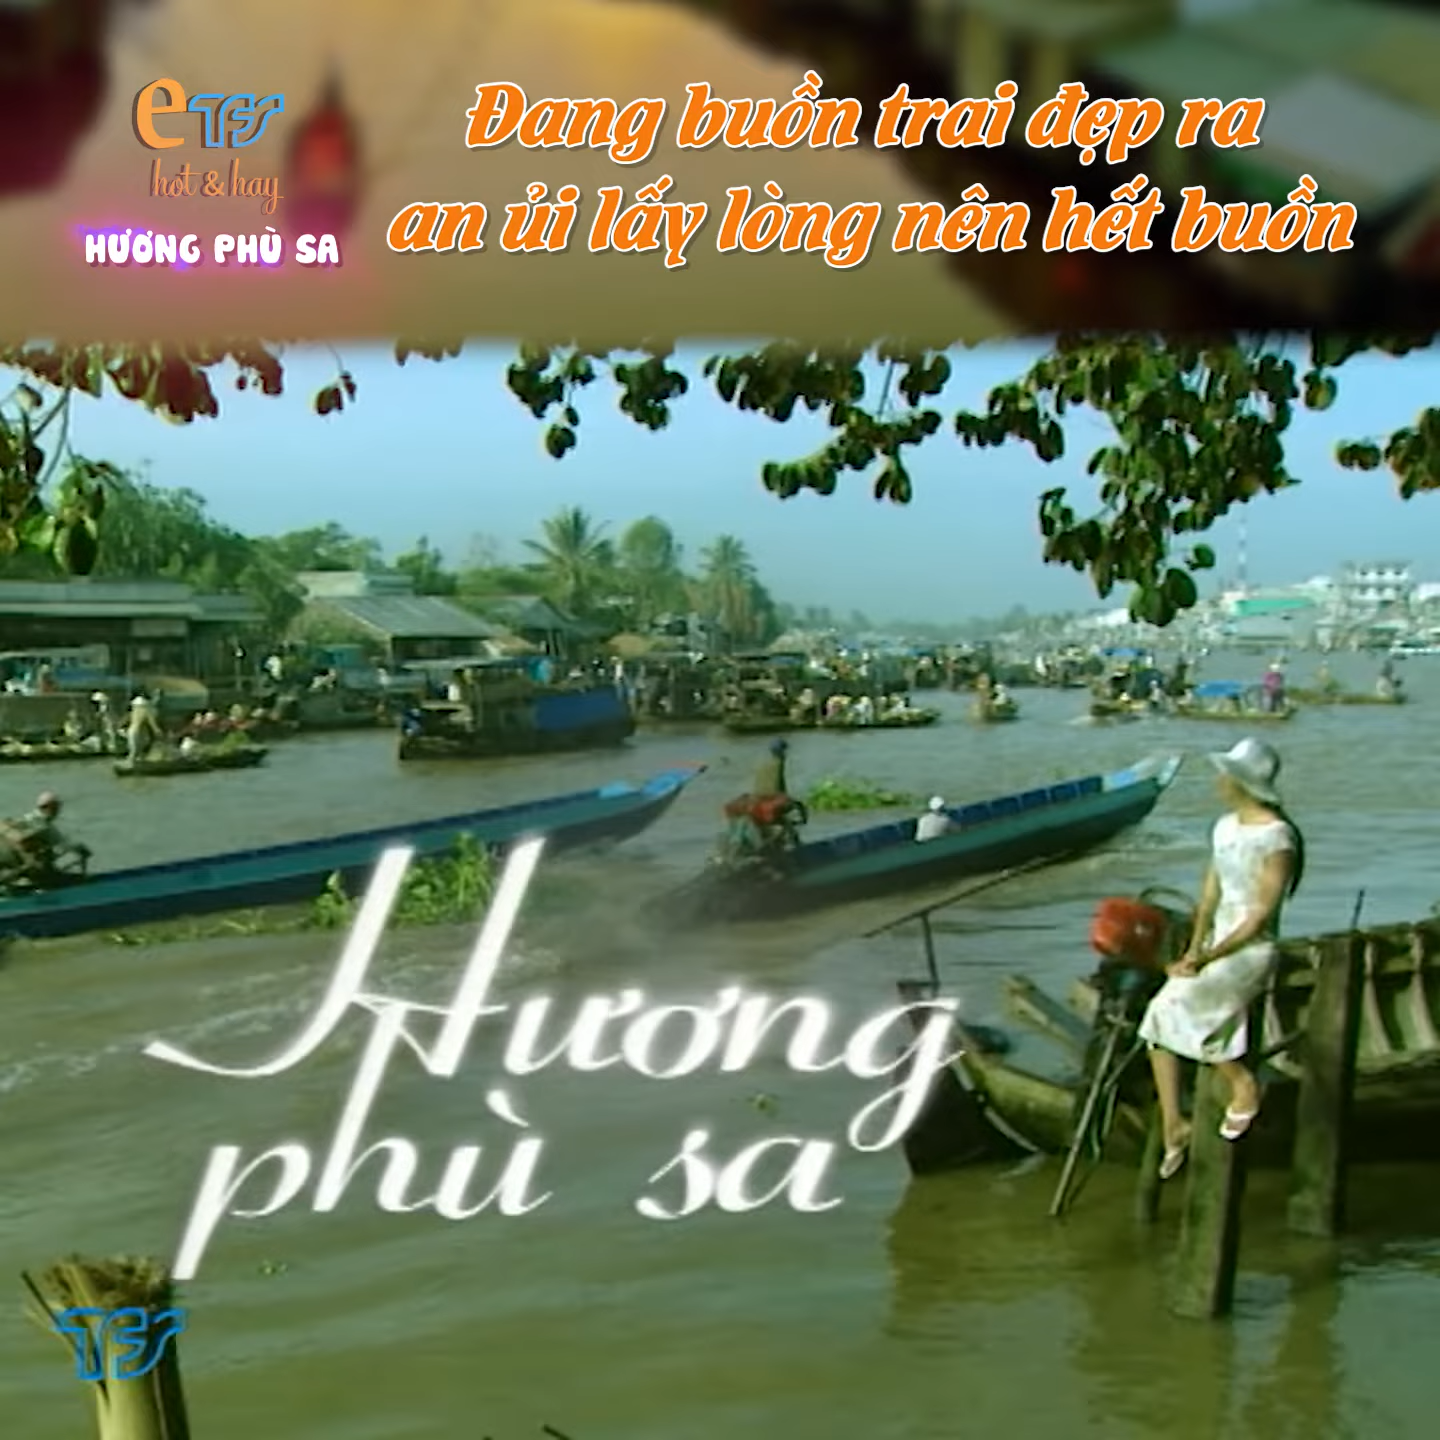 eTFS
hot & hay
HƯƠNG PHÙ SA
Đang buồn trai đẹp ra
an ủi lấy lòng nên hết buồn
Hương
phù sa
TFS